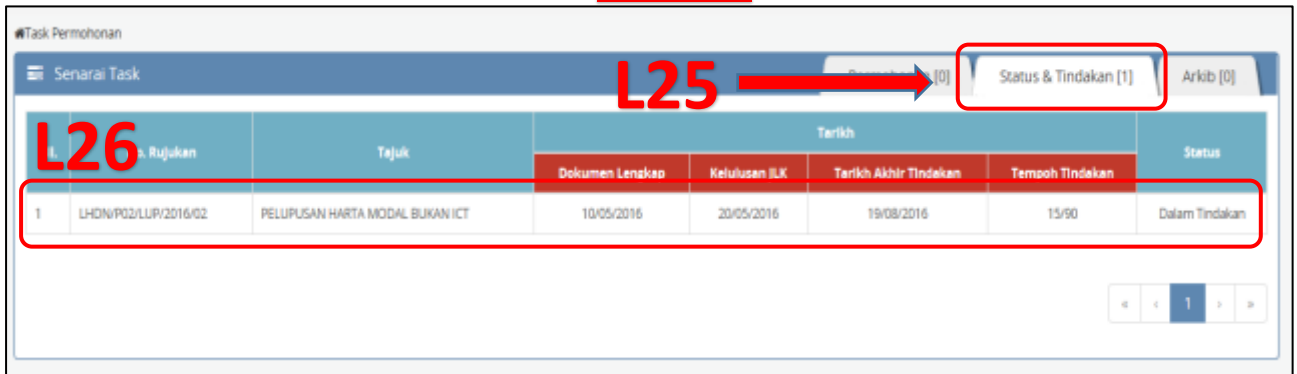 Task Permohonan
Senarai Task
L25
[0]
Status & Tindakan [1]
Arkib [0]
L26
Rujukan
Tajuk
Tarikh
Status
Dokumen Lengkap
Kelulusan JLK
Tarikh Akhir Tindakan
Tempoh Tindakan
1 LHDN/P02/LUP/2016/02 PELUPUSAN HARTA MODAL BUKAN ICT 10/05/2016 20/05/2016 19/08/2016 15/90 Dalam Tindakan
« ‹ 1 › »